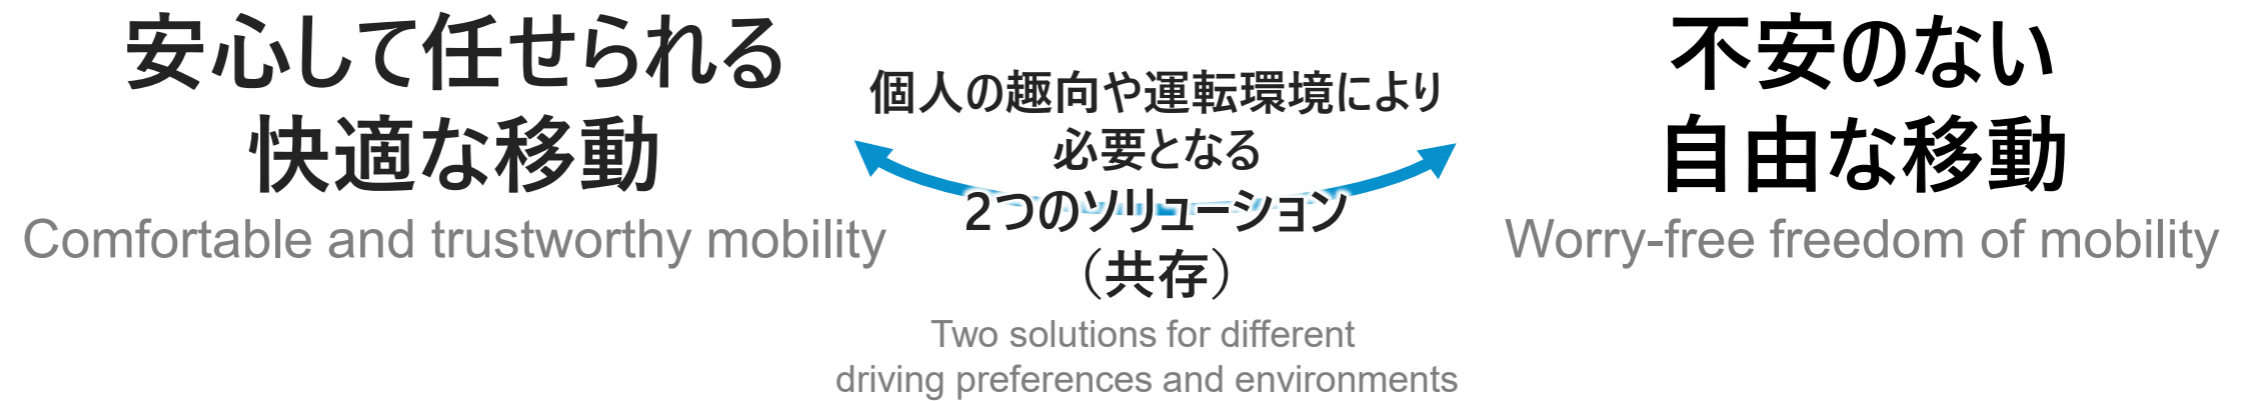 安心して任せられる
快適な移動
Comfortable and trustworthy mobility
個人の趣向や運転環境により
必要となる
2つのソリューション
（共存）
Two solutions for different
driving preferences and environments
不安のない
自由な移動
Worry-free freedom of mobility